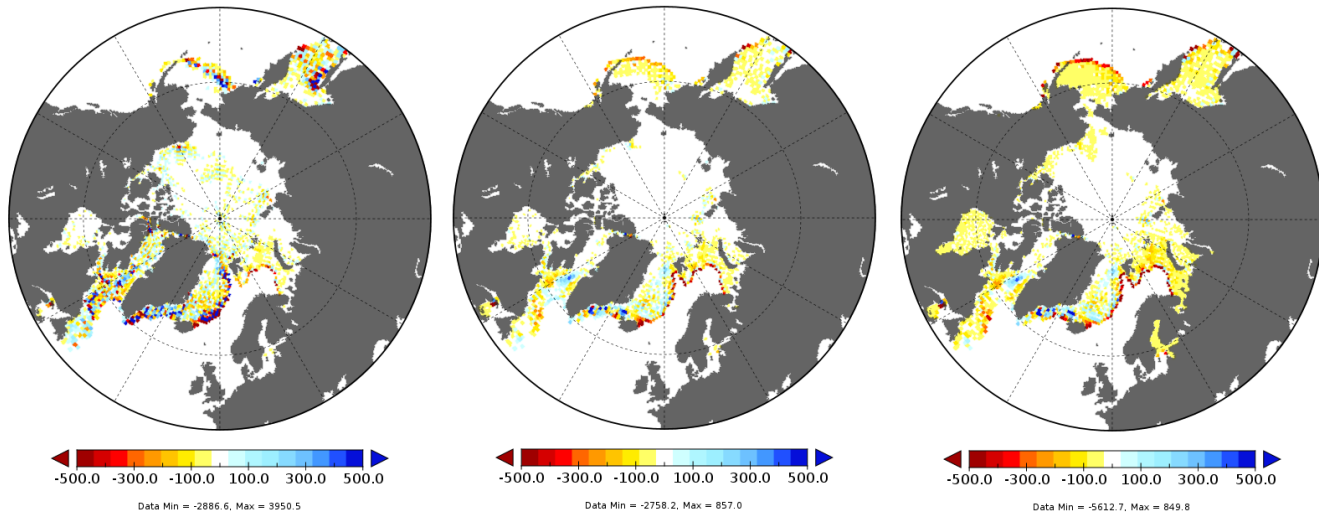 -500.0 -300.0 -100.0 100.0 300.0 500.0
Data Min = -2886.6, Max = 3950.5
-500.0 -300.0 -100.0 100.0 300.0 500.0
Data Min = -2758.2, Max = 857.0
-500.0 -300.0 -100.0 100.0 300.0 500.0
Data Min = -5612.7, Max = 849.8